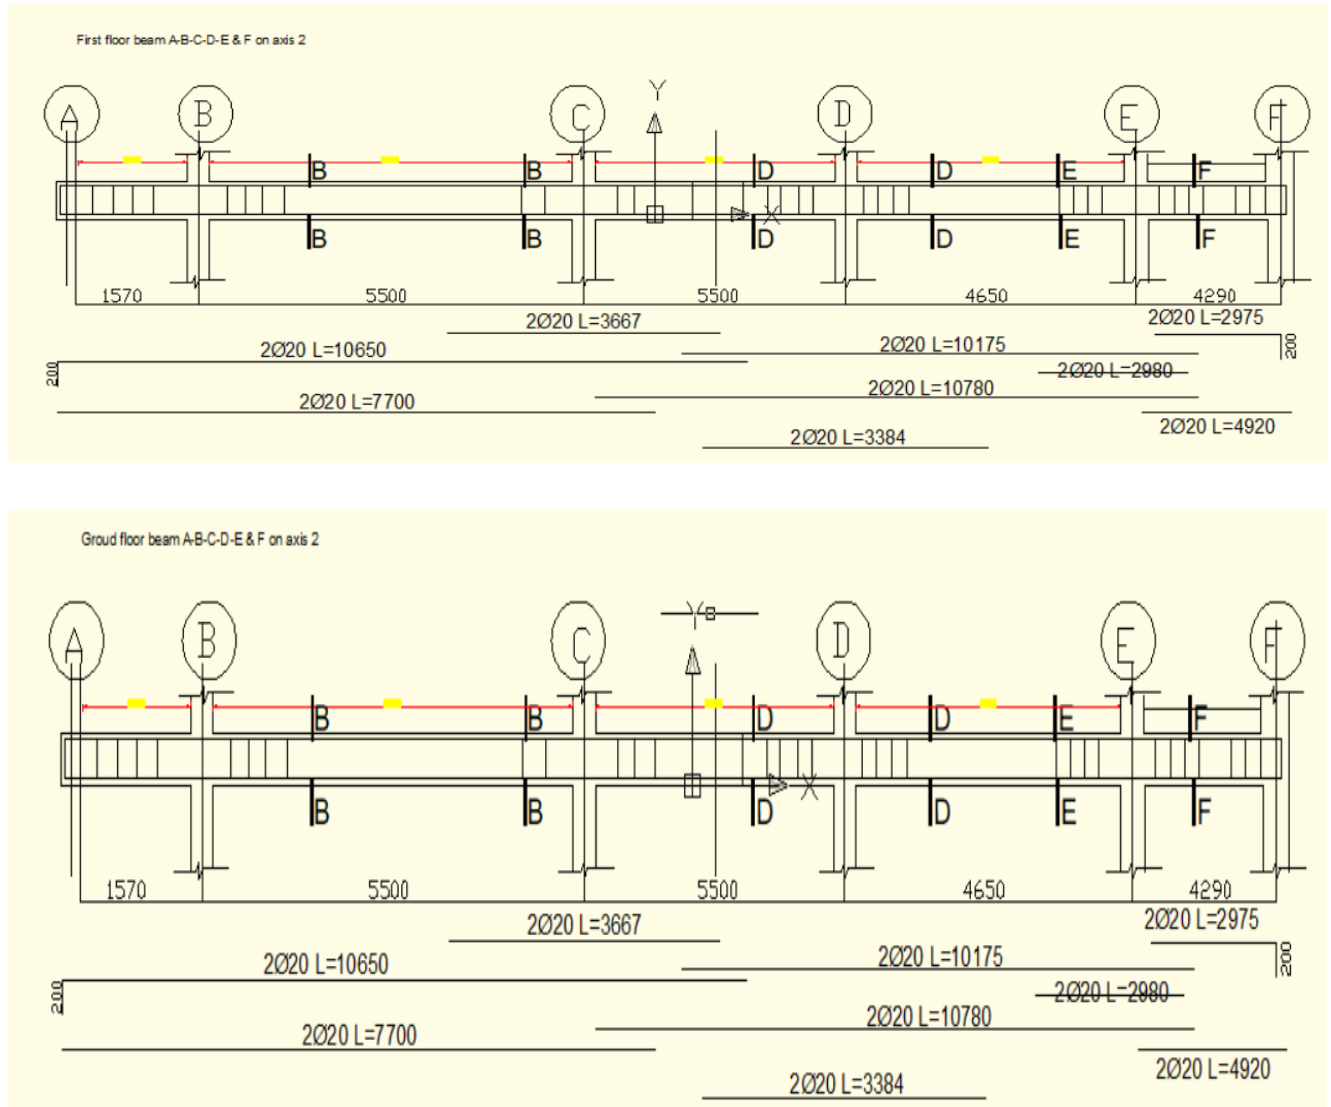 First floor beam A-B-C-D-E & F on axis 2
A B C D E F
Y
B B D D E F
X
B B D D E F
1570 5500 5500 4650 4290
2Ø20 L=3667 2Ø20 L=2975
2Ø20 L=10650 2Ø20 L=10175 200
200 2Ø20 L=2980
2Ø20 L=7700 2Ø20 L=10780
2Ø20 L=3384 2Ø20 L=4920
Groud floor beam A-B-C-D-E & F on axis 2
A B C D E F
Y
B B D D E F
X
B B D D E F
1570 5500 5500 4650 4290
2Ø20 L=3667 2Ø20 L=2975
2Ø20 L=10650 2Ø20 L=10175 200
200 2Ø20 L=2980
2Ø20 L=7700 2Ø20 L=10780
2Ø20 L=3384 2Ø20 L=4920